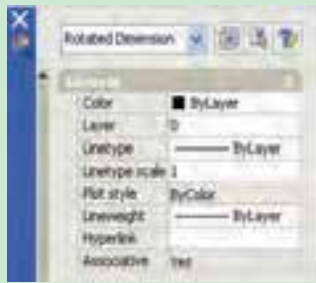 Rotated Dimension
General
Color ByLayer
Layer 0
Linetype ByLayer
Linetype scale 1
Plot style ByColor
Lineweight ByLayer
Hyperlink
Associative Yes